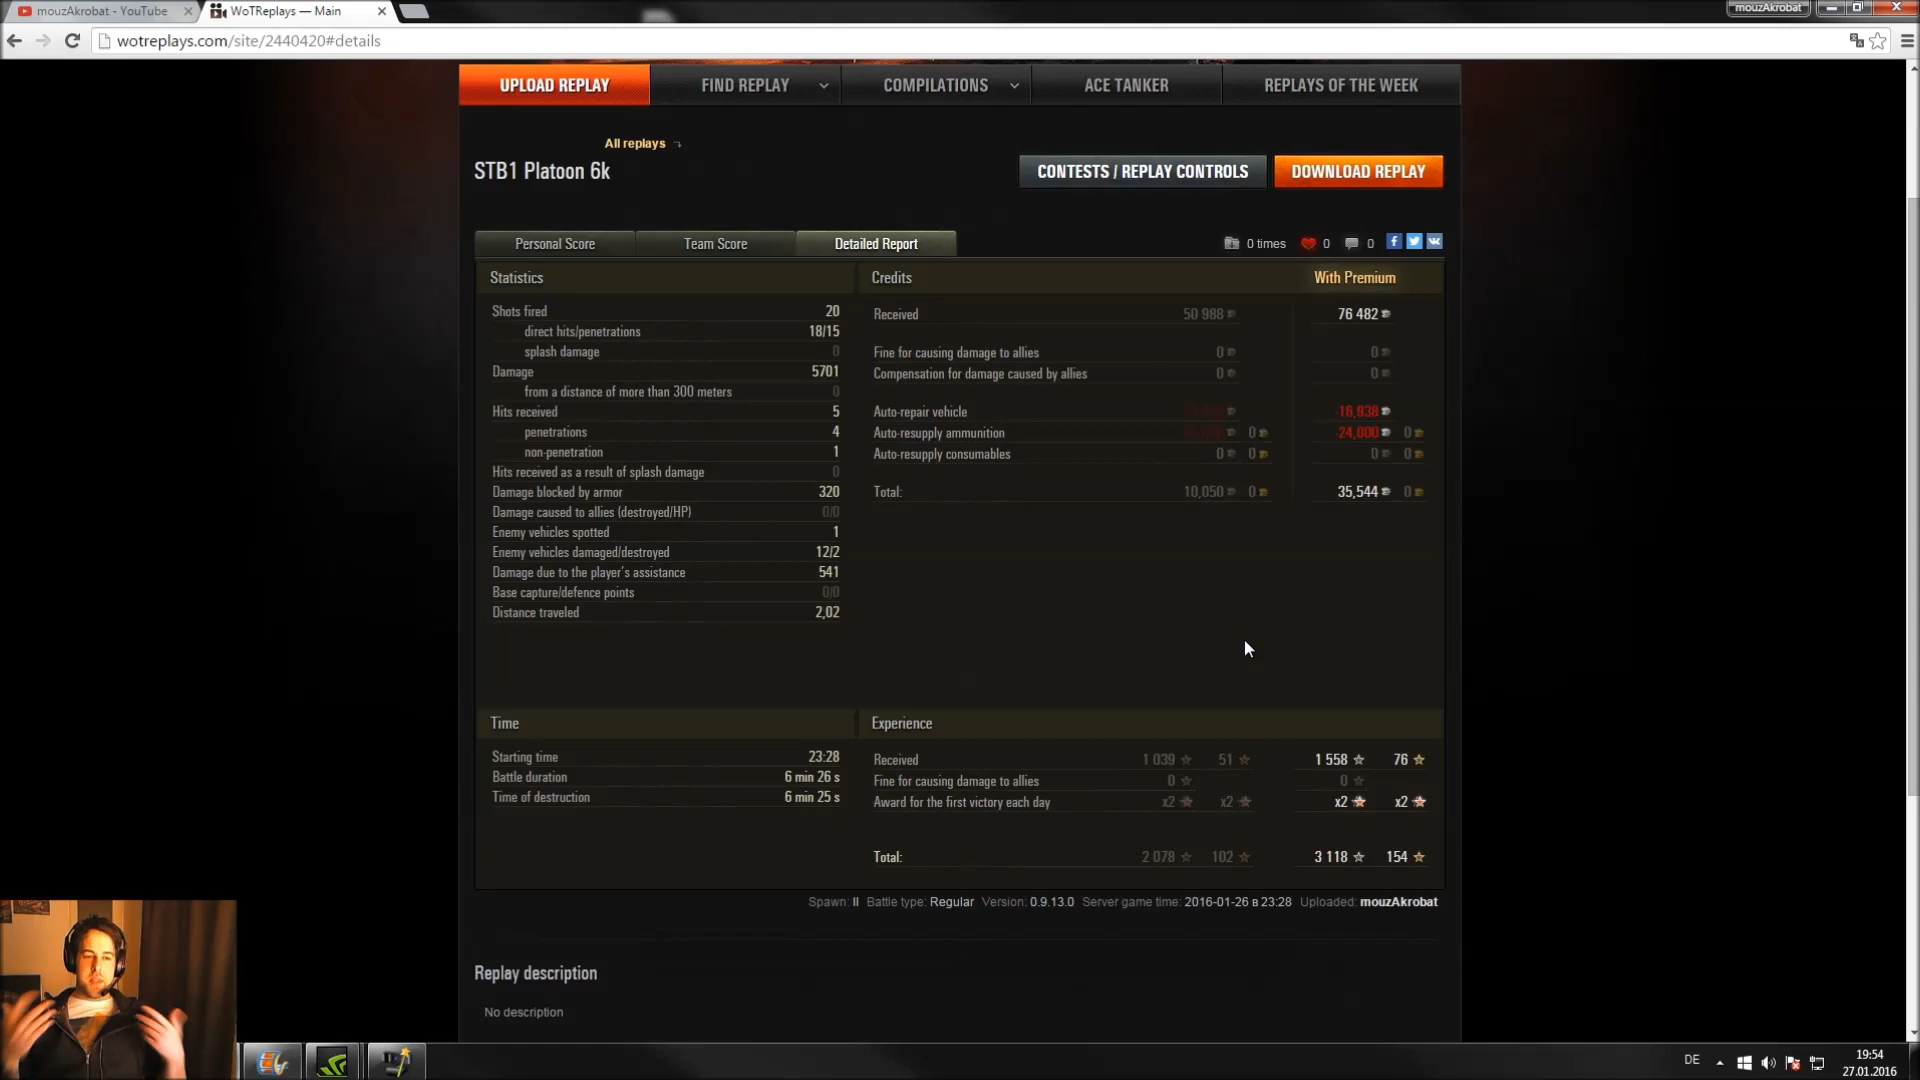 mouzAkrobat - YouTube
WoTReplays — Main
mouzAkrobat
wotreplays.com/site/2440420#details
UPLOAD REPLAY
FIND REPLAY
COMPILATIONS
ACE TANKER
REPLAYS OF THE WEEK
All replays
STB1 Platoon 6k
CONTESTS / REPLAY CONTROLS
DOWNLOAD REPLAY
Personal Score
Team Score
Detailed Report
0 times
0
0
Statistics
Shots fired 20
direct hits/penetrations 18/15
splash damage 0
Damage 5701
from a distance of more than 300 meters 0
Hits received 5
penetrations 4
non-penetration 1
Hits received as a result of splash damage 0
Damage blocked by armor 320
Damage caused to allies (destroyed/HP) 0/0
Enemy vehicles spotted 1
Enemy vehicles damaged/destroyed 12/2
Damage due to the player's assistance 541
Base capture/defence points 0/0
Distance traveled 2,02
Credits With Premium
Received 50 988 76 482
Fine for causing damage to allies 0 0
Compensation for damage caused by allies 0 0
Auto-repair vehicle -16,938
Auto-resupply ammunition 0 -24,000 0
Auto-resupply consumables 0 0 0 0
Total: 10,050 0 35,544 0
Time
Starting time 23:28
Battle duration 6 min 26 s
Time of destruction 6 min 25 s
Experience
Received 1 039 51 1 558 76
Fine for causing damage to allies 0 0
Award for the first victory each day x2 x2 x2 x2
Total: 2 078 102 3 118 154
Spawn: II Battle type: Regular Version: 0.9.13.0 Server game time: 2016-01-26 в 23:28 Uploaded: mouzAkrobat
Replay description
No description
DE
19:54
27.01.2016